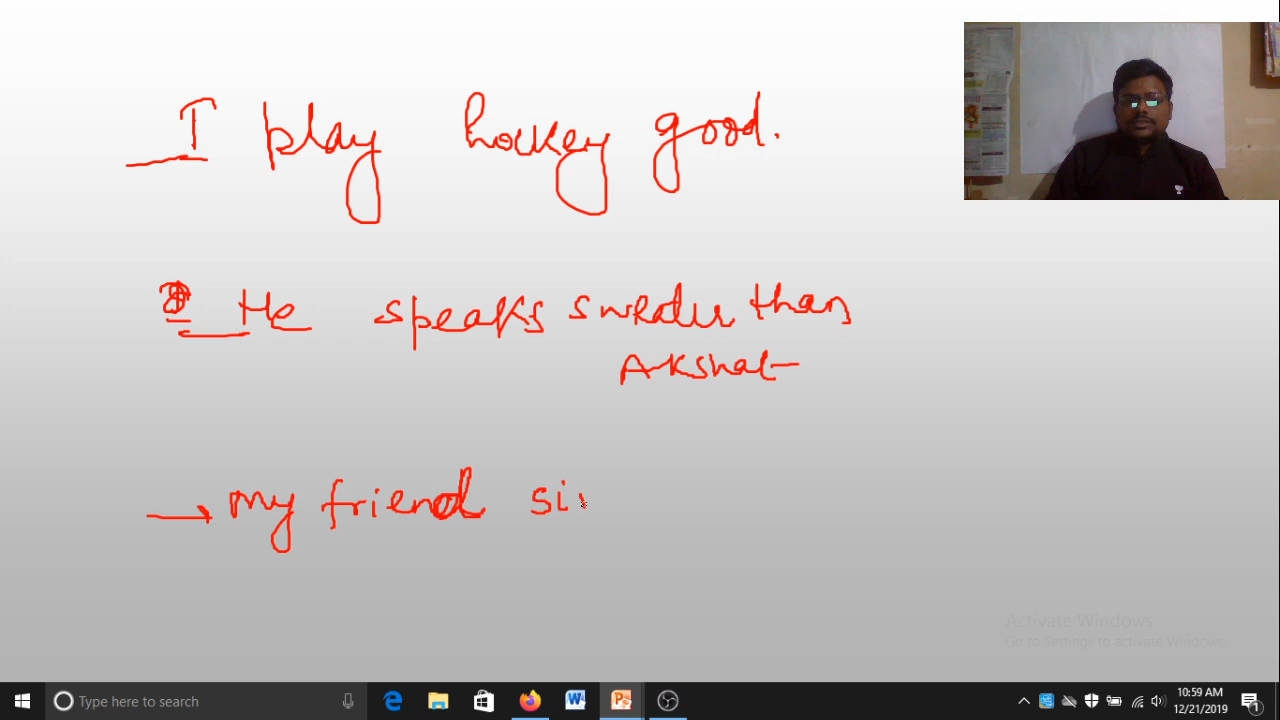 I play hockey good.
He speaks sweeter than
Akshat
My friend si
Activate Windows
Go to Settings to activate Windows.
Type here to search
10:59 AM
12/21/2019